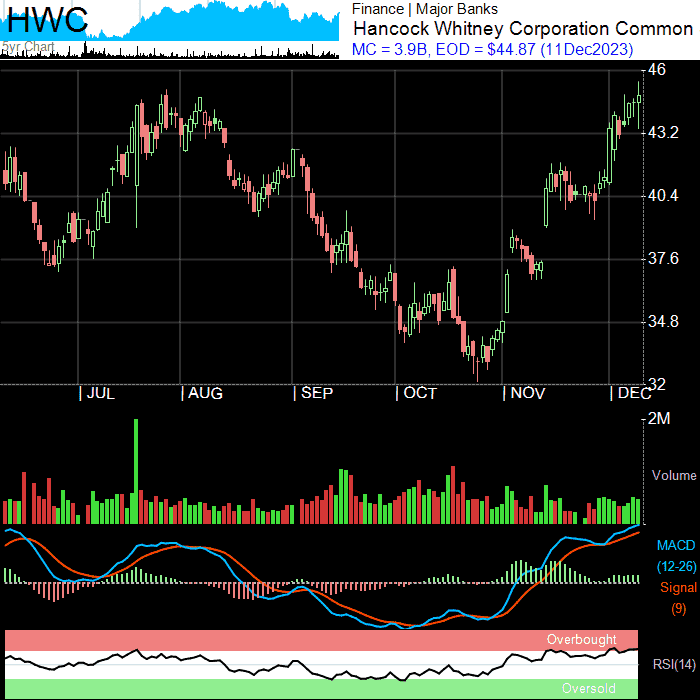 HWC
5yr Chart
Finance | Major Banks
Hancock Whitney Corporation Common
MC = 3.9B, EOD = $44.87 (11Dec2023)
46
43.2
40.4
37.6
34.8
32
JUL AUG SEP OCT NOV DEC
2M
Volume
MACD
(12-26)
Signal
(9)
Overbought
RSI(14)
Oversold